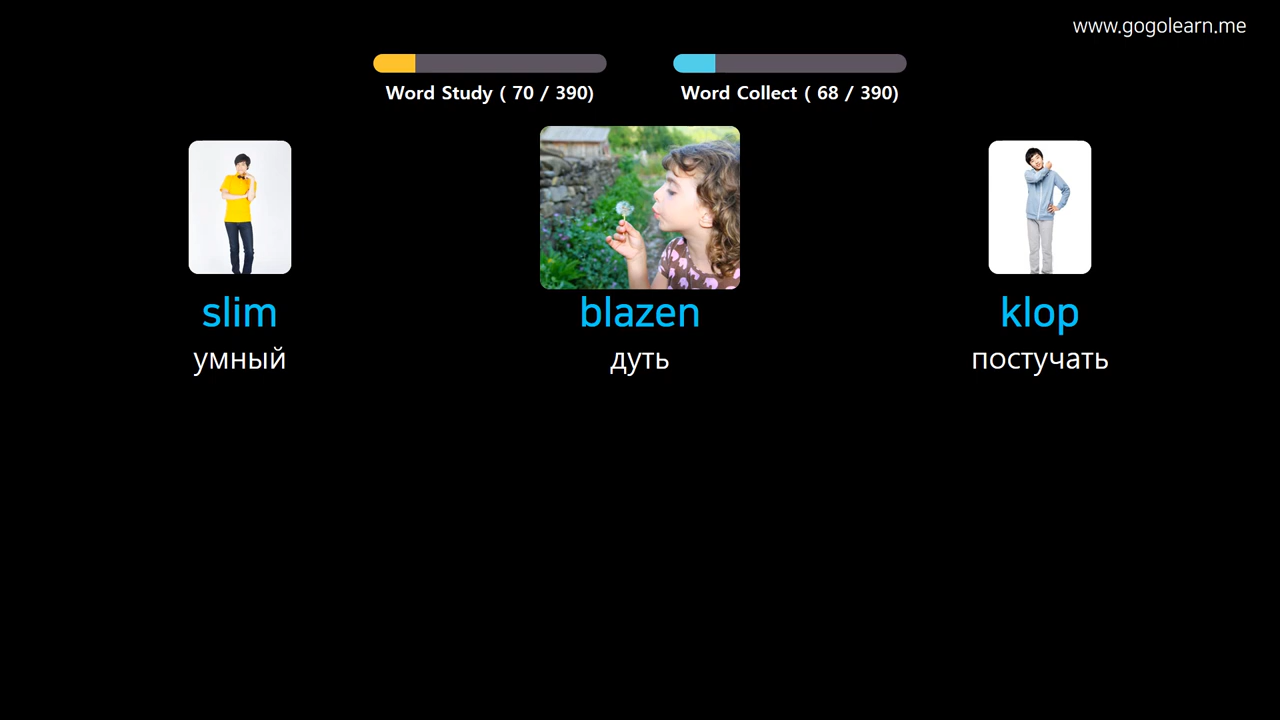 www.gogolearn.me
Word Study ( 70 / 390)
Word Collect ( 68 / 390)
slim
blazen
klop
умный
дуть
постучать